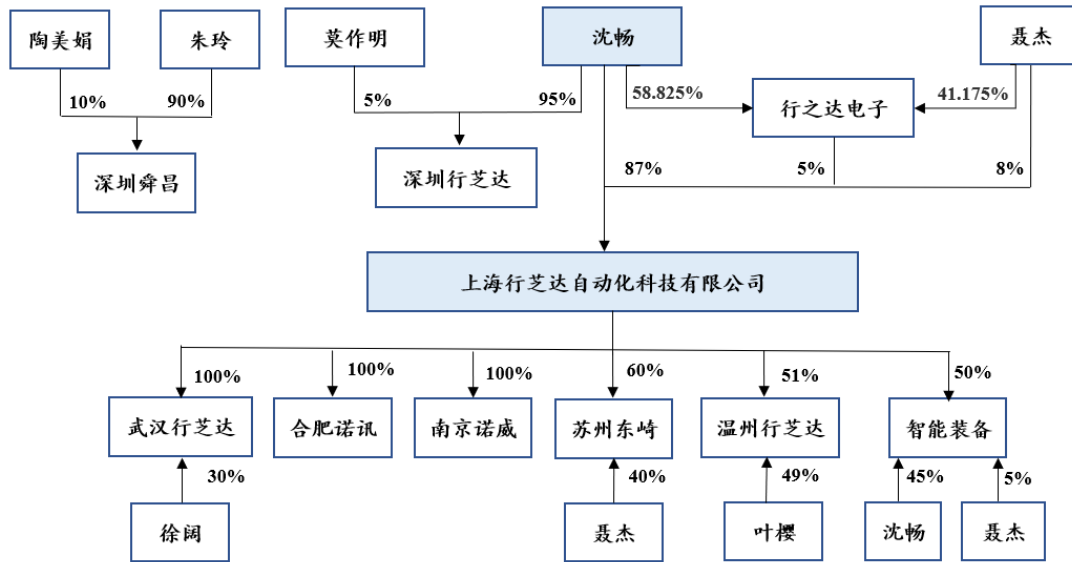 陶美娟
朱玲
莫作明
沈畅
聂杰
10%
90%
5%
95%
58.825%
行之达电子
41.175%
深圳舜昌
深圳行芝达
87%
5%
8%
上海行芝达自动化科技有限公司
100%
100%
100%
60%
51%
50%
武汉行芝达
合肥诺讯
南京诺威
苏州东崎
温州行芝达
智能装备
30%
40%
49%
45%
5%
徐阔
聂杰
叶樱
沈畅
聂杰